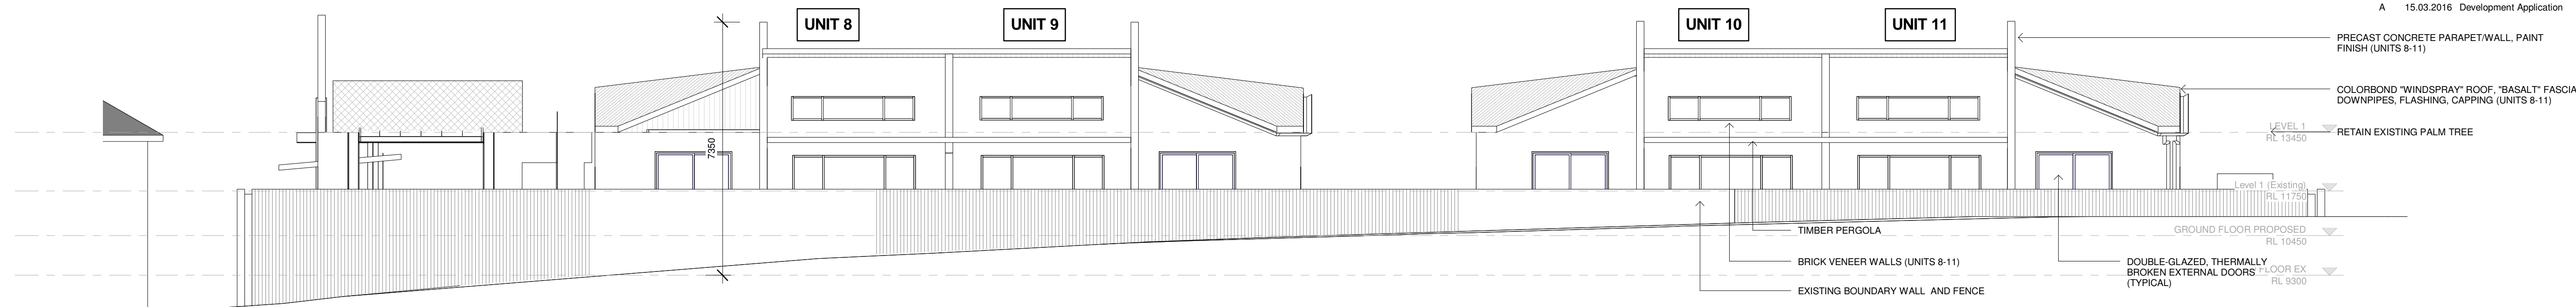 A 15.03.2016 Development Application
UNIT 8
UNIT 9
UNIT 10
UNIT 11
PRECAST CONCRETE PARAPET/WALL, PAINT
FINISH (UNITS 8-11)
COLORBOND "WINDSPRAY" ROOF, "BASALT" FASCIA
DOWNPIPES, FLASHING, CAPPING (UNITS 8-11)
LEVEL 1
RL 13450
RETAIN EXISTING PALM TREE
7350
Level 1 (Existing)
RL 11750
TIMBER PERGOLA
GROUND FLOOR PROPOSED
RL 10450
BRICK VENEER WALLS (UNITS 8-11)
DOUBLE-GLAZED, THERMALLY
BROKEN EXTERNAL DOORS
(TYPICAL)
FLOOR EX
RL 9300
EXISTING BOUNDARY WALL AND FENCE